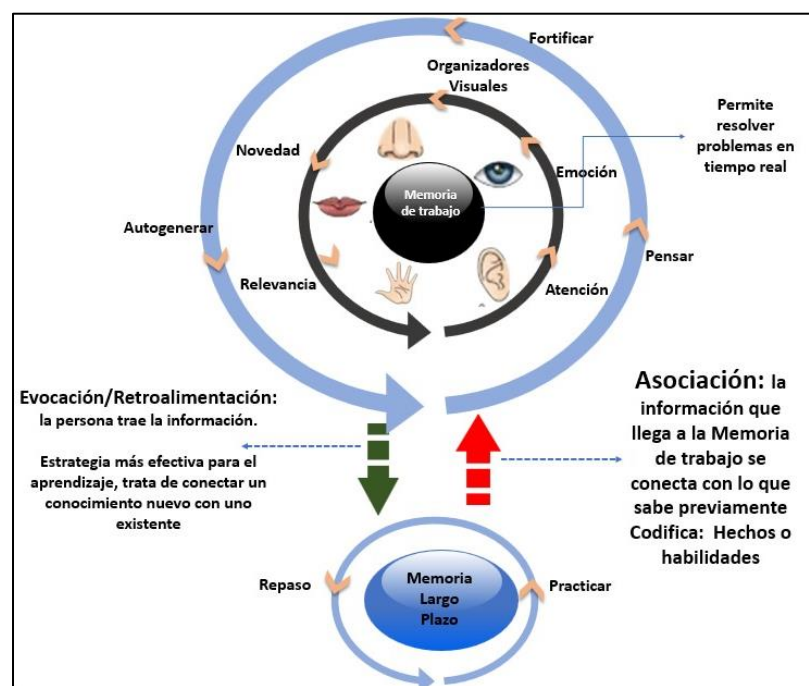 Fortificar
Organizadores
Visuales
Permite
resolver
problemas en
tiempo real
Novedad
Emoción
Memoria
de trabajo
Autogenerar
Pensar
Relevancia
Atención
Evocación/Retroalimentación:
la persona trae la información.
Estrategia más efectiva para el
aprendizaje, trata de conectar un
conocimiento nuevo con uno
existente
Asociación: la
información que
llega a la Memoria
de trabajo se
conecta con lo que
sabe previamente
Codifica: Hechos o
habilidades
Repaso
Memoria
Largo
Plazo
Practicar